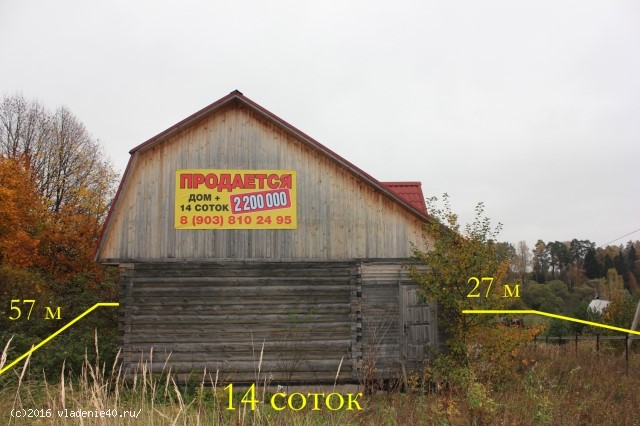 ПРОДАЕТСЯ
ДОМ +
14 СОТОК
2 200 000
8 (903) 810 24 95
57 м
27 м
14 соток
©2016 vladenie40.ru/